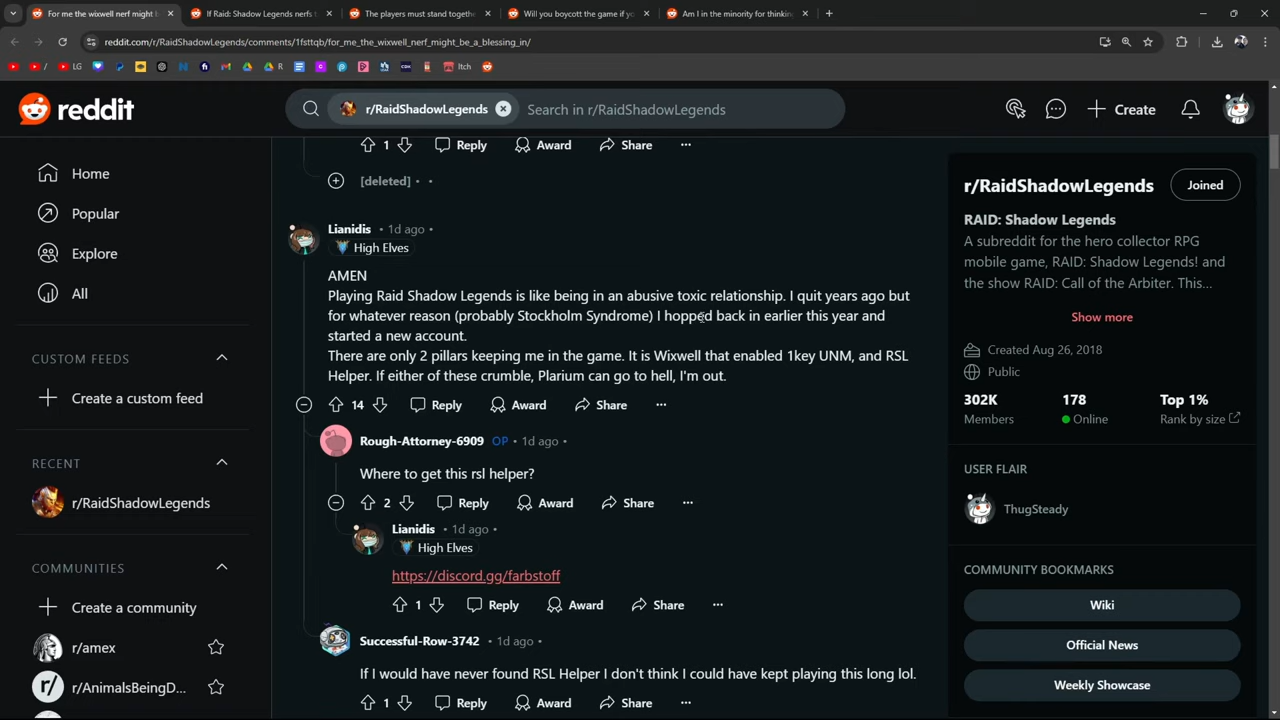 For me the wixwell nerf might b
If Raid: Shadow Legends nerfs t
The players must stand togethe
Will you boycott the game if yo
Am I in the minority for thinking
reddit.com/r/RaidShadowLegends/comments/1fsttqb/for_me_the_wixwell_nerf_might_be_a_blessing_in/
/ / LG R Itch
reddit
r/RaidShadowLegends
Search in r/RaidShadowLegends
Create
Home
Popular
Explore
All
CUSTOM FEEDS
Create a custom feed
RECENT
r/RaidShadowLegends
COMMUNITIES
Create a community
r/amex
r/AnimalsBeingD...
1 Reply Award Share ...
[deleted] • •
Lianidis • 1d ago •
High Elves
AMEN
Playing Raid Shadow Legends is like being in an abusive toxic relationship. I quit years ago but
for whatever reason (probably Stockholm Syndrome) I hopped back in earlier this year and
started a new account.
There are only 2 pillars keeping me in the game. It is Wixwell that enabled 1key UNM, and RSL
Helper. If either of these crumble, Plarium can go to hell, I'm out.
14 Reply Award Share ...
Rough-Attorney-6909 OP • 1d ago •
Where to get this rsl helper?
2 Reply Award Share ...
Lianidis • 1d ago •
High Elves
https://discord.gg/farbstoff
1 Reply Award Share ...
Successful-Row-3742 • 1d ago •
If I would have never found RSL Helper I don't think I could have kept playing this long lol.
1 Reply Award Share ...
r/RaidShadowLegends
Joined
RAID: Shadow Legends
A subreddit for the hero collector RPG
mobile game, RAID: Shadow Legends! and
the show RAID: Call of the Arbiter. This...
Show more
Created Aug 26, 2018
Public
302K 178 Top 1%
Members Online Rank by size
USER FLAIR
ThugSteady
COMMUNITY BOOKMARKS
Wiki
Official News
Weekly Showcase